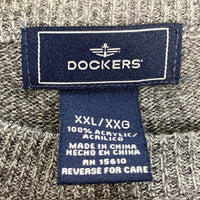 DOCKERS®
XXL/XXG
100% ACRYLIC/
ACRILICO
MADE IN CHINA
HECHO EN CHINA
RN 15610
REVERSE FOR CARE